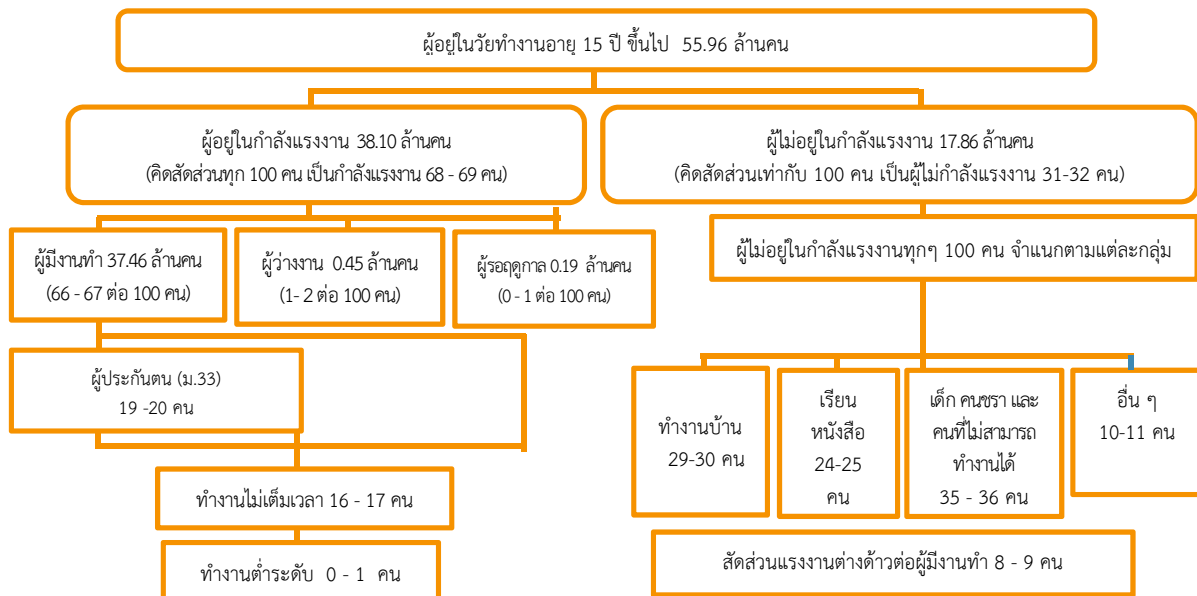 ผู้อยู่ในวัยทำงานอายุ 15 ปี ขึ้นไป 55.96 ล้านคน
ผู้อยู่ในกำลังแรงงาน 38.10 ล้านคน
(คิดสัดส่วนทุก 100 คน เป็นกำลังแรงงาน 68 - 69 คน)
ผู้ไม่อยู่ในกำลังแรงงาน 17.86 ล้านคน
(คิดสัดส่วนเท่ากับ 100 คน เป็นผู้ไม่กำลังแรงงาน 31-32 คน)
ผู้มีงานทำ 37.46 ล้านคน
(66 - 67 ต่อ 100 คน)
ผู้ว่างงาน 0.45 ล้านคน
(1- 2 ต่อ 100 คน)
ผู้รอฤดูกาล 0.19 ล้านคน
(0 - 1 ต่อ 100 คน)
ผู้ไม่อยู่ในกำลังแรงงานทุกๆ 100 คน จำแนกตามแต่ละกลุ่ม
ผู้ประกันตน (ม.33)
19 -20 คน
ทำงานบ้าน
29-30 คน
เรียน
หนังสือ
24-25
คน
เด็ก คนชรา และ
คนที่ไม่สามารถ
ทำงานได้
35 - 36 คน
อื่น ๆ
10-11 คน
ทำงานไม่เต็มเวลา 16 - 17 คน
ทำงานต่ำระดับ 0 - 1 คน
สัดส่วนแรงงานต่างด้าวต่อผู้มีงานทำ 8 - 9 คน